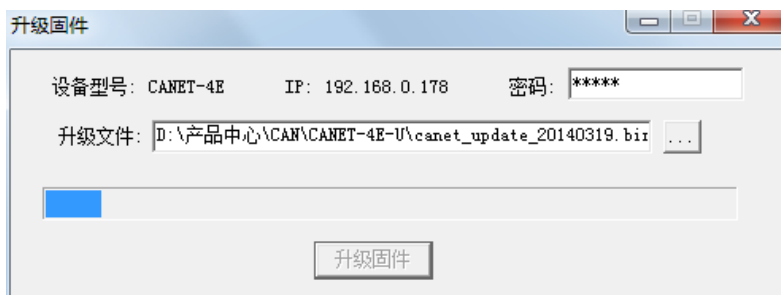 升级固件
设备型号: CANET-4E IP: 192.168.0.178 密码: *****
升级文件: D:\产品中心\CAN\CANET-4E-U\canet_update_20140319.bin ...
升级固件